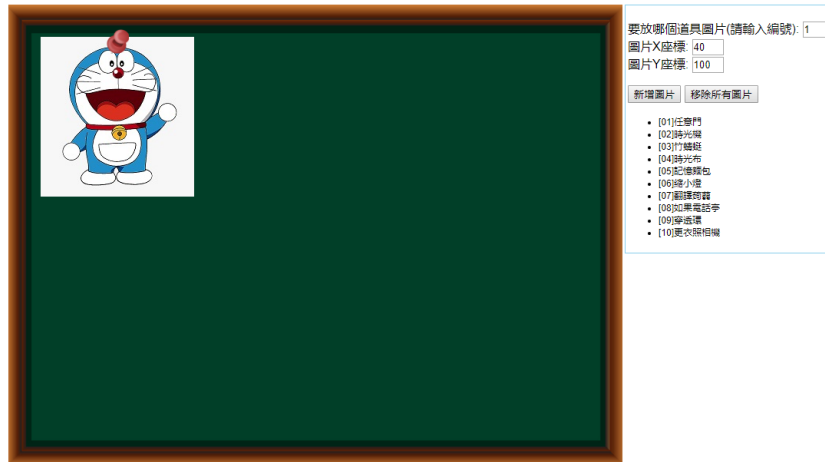 要放哪個道具圖片(請輸入編號): 1
圖片X座標: 40
圖片Y座標: 100
新增圖片 移除所有圖片
[01]任意門
[02]時光機
[03]竹蜻蜓
[04]時光布
[05]記憶麵包
[06]縮小燈
[07]翻譯蒟蒻
[08]如果電話亭
[09]穿透環
[10]更衣照相機